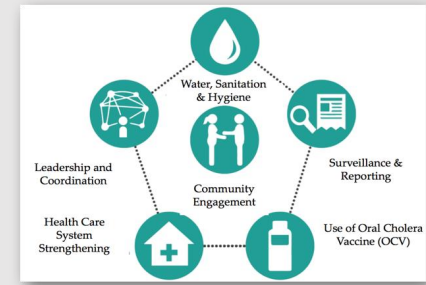 Water, Sanitation
& Hygiene
Leadership and
Coordination
Surveillance &
Reporting
Community
Engagement
Health Care
System
Strengthening
Use of Oral Cholera
Vaccine (OCV)